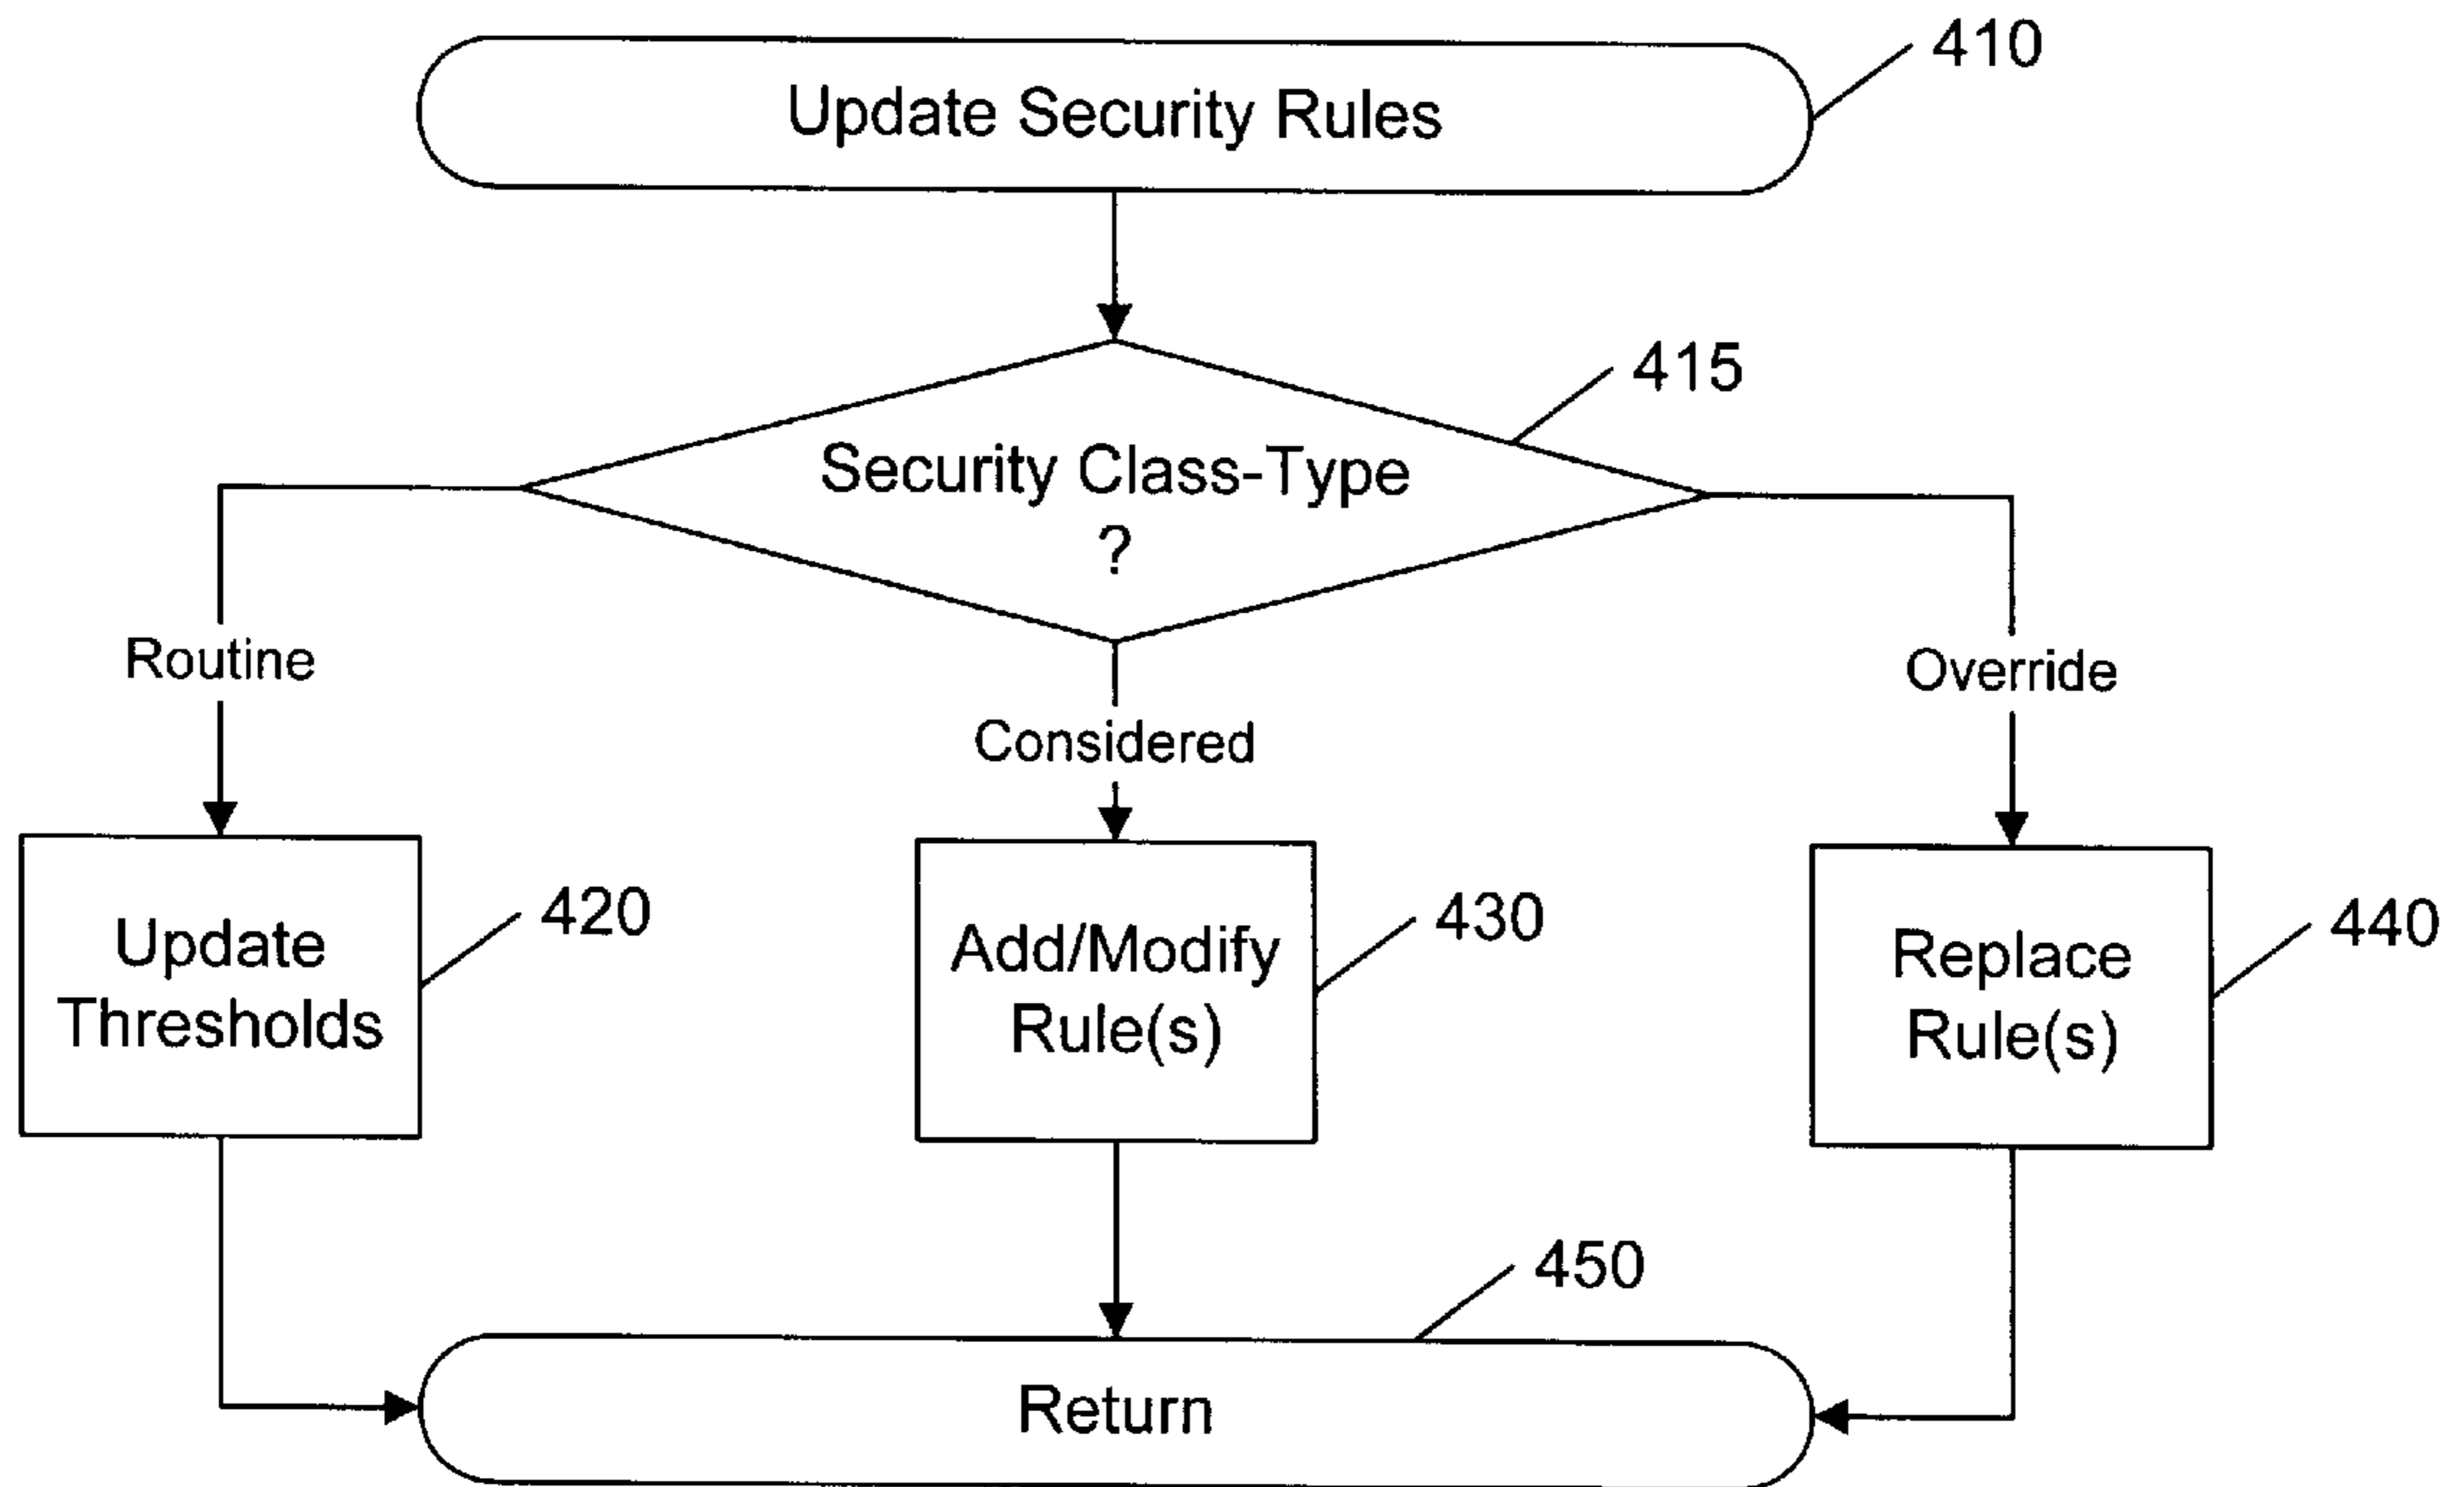 410
Update Security Rules
415
Security Class-Type
?
Routine
Considered
Override
Update
Thresholds
420
Add/Modify
Rule(s)
430
Replace
Rule(s)
440
450
Return